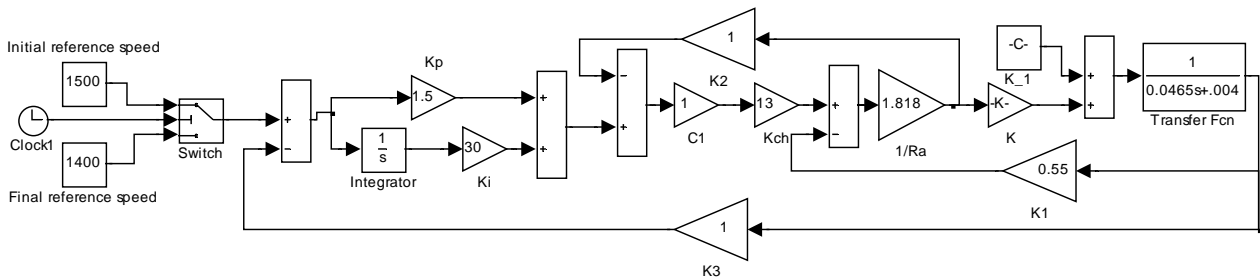 Initial reference speed
1500
Clock1
Switch
1400
Final reference speed
+
−
Kp
1.5
1
s
Integrator
30
Ki
+
+
1
K2
−
+
1
C1
13
Kch
+
−
1.818
1/Ra
-K-
K
-C-
K_1
+
+
1
0.0465s+.004
Transfer Fcn
0.55
K1
1
K3